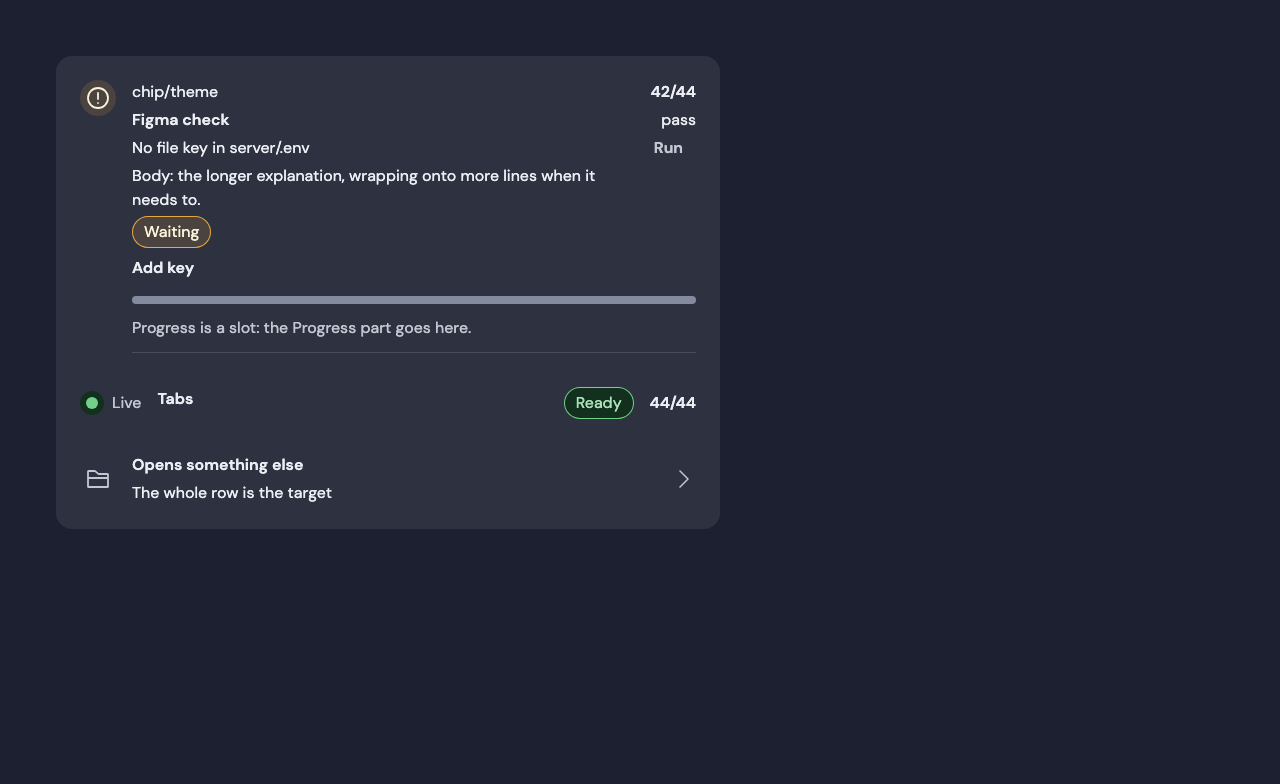 chip/theme 42/44
Figma check pass
No file key in server/.env Run
Body: the longer explanation, wrapping onto more lines when it
needs to.
Waiting
Add key
Progress is a slot: the Progress part goes here.
Live Tabs Ready 44/44
Opens something else
The whole row is the target